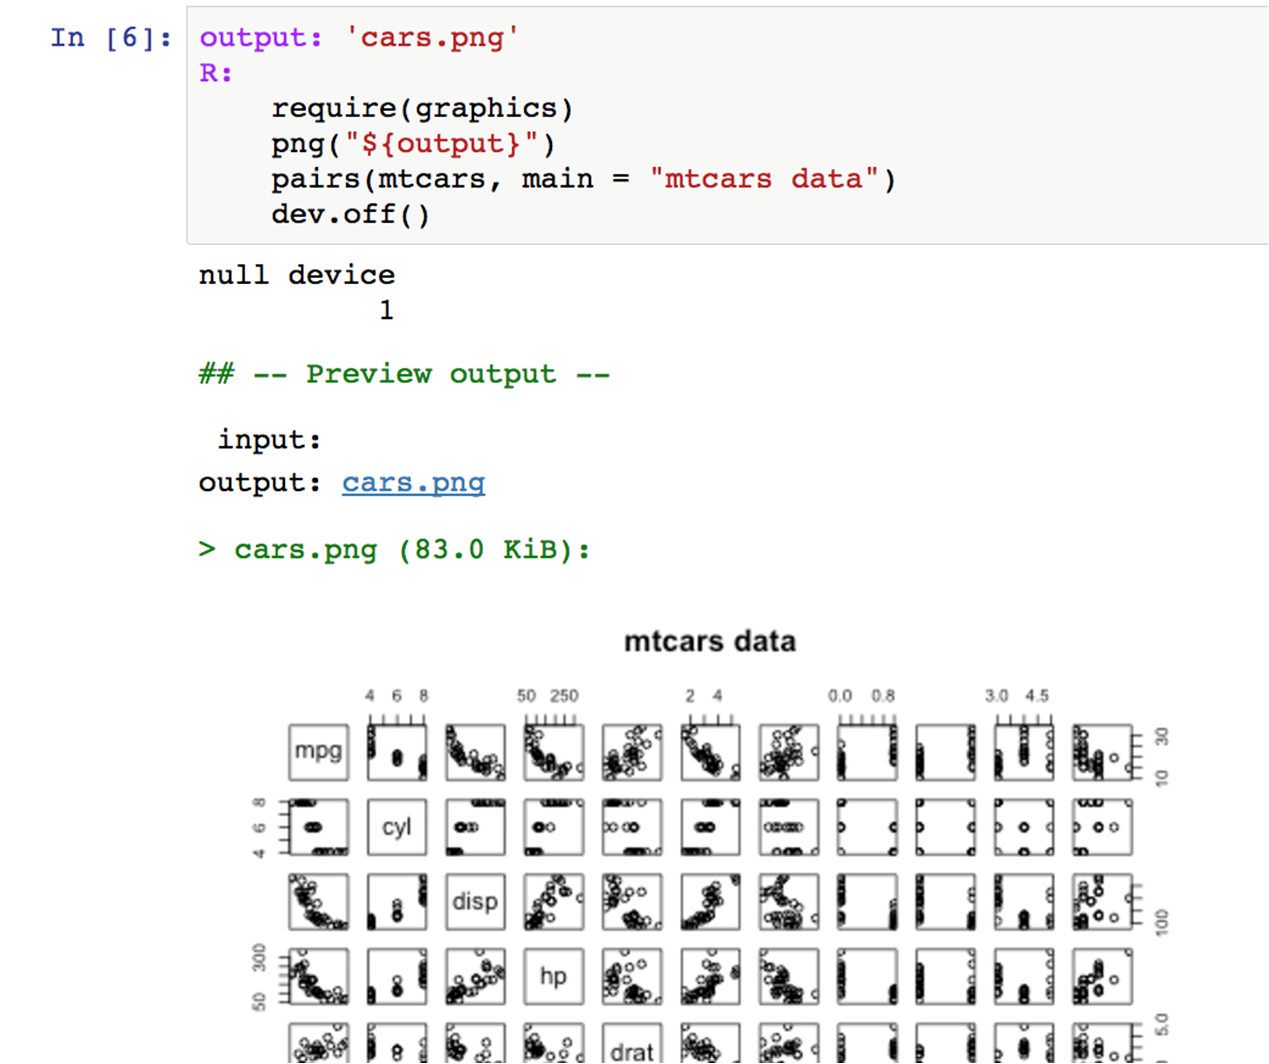 In [6]: output: 'cars.png'
R:
require(graphics)
png("${output}")
pairs(mtcars, main = "mtcars data")
dev.off()
null device
1
## -- Preview output --
input:
output: cars.png
> cars.png (83.0 KiB):
mtcars data
4 6 8 50 250 2 4 0.0 0.8 3.0 4.5
mpg 10 30
4 6 8 cyl
disp 100
50 300 hp
drat 5.0